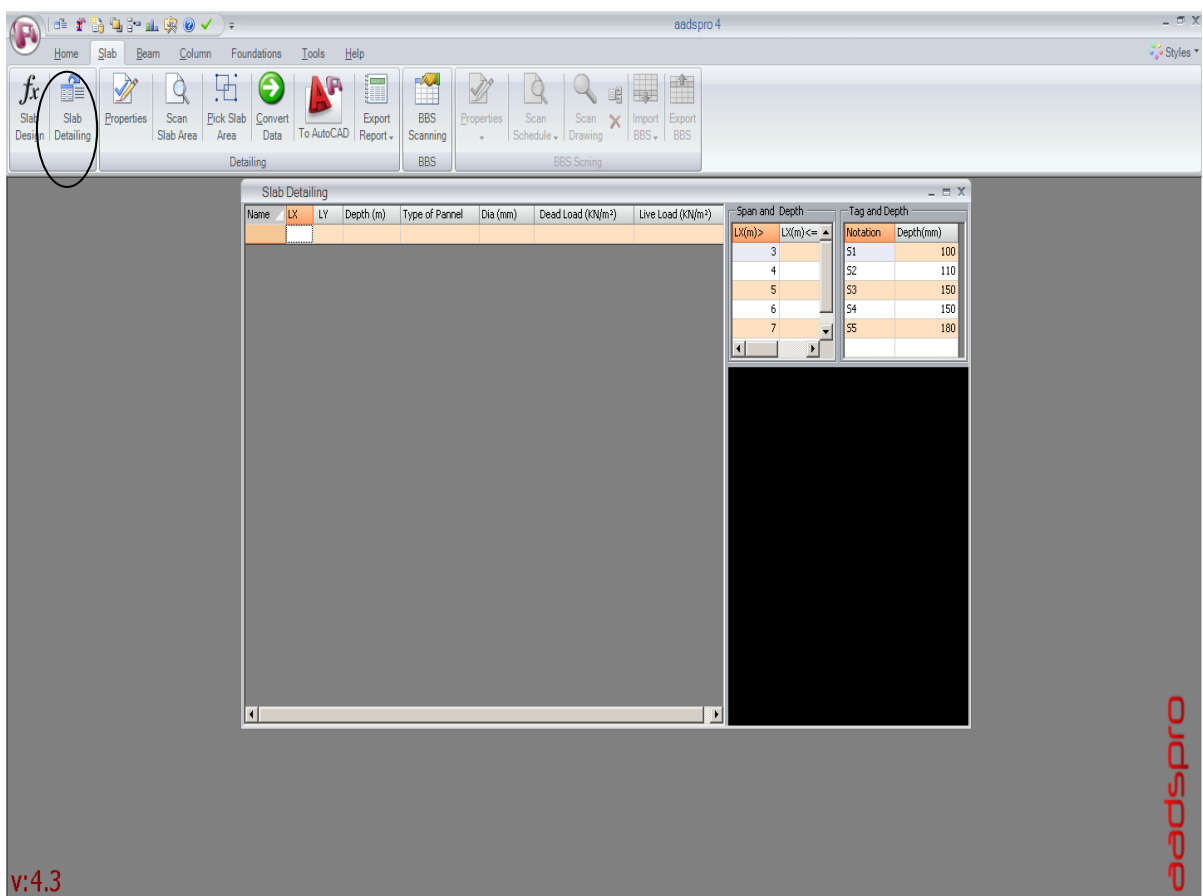 aadspro 4
Home Slab Beam Column Foundations Tools Help
Styles
fx
Slab Design
Slab Detailing
Properties
Scan Slab Area
Pick Slab Area
Convert Data
To AutoCAD
Export Report
BBS Scanning
Properties
Scan Schedule
Scan Drawing
Import BBS
Export BBS
Detailing
BBS
BBS Scning
Slab Detailing
Name LX LY Depth (m) Type of Pannel Dia (mm) Dead Load (KN/m²) Live Load (KN/m²)
Span and Depth
LX(m)> LX(m)<=
3
4
5
6
7
Tag and Depth
Notation Depth(mm)
S1 100
S2 110
S3 150
S4 150
S5 180
aadspro
v:4.3